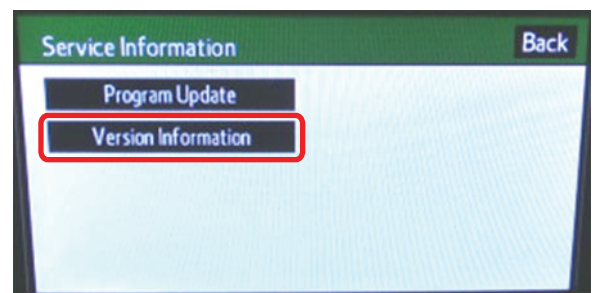 Service Information
Back
Program Update
Version Information